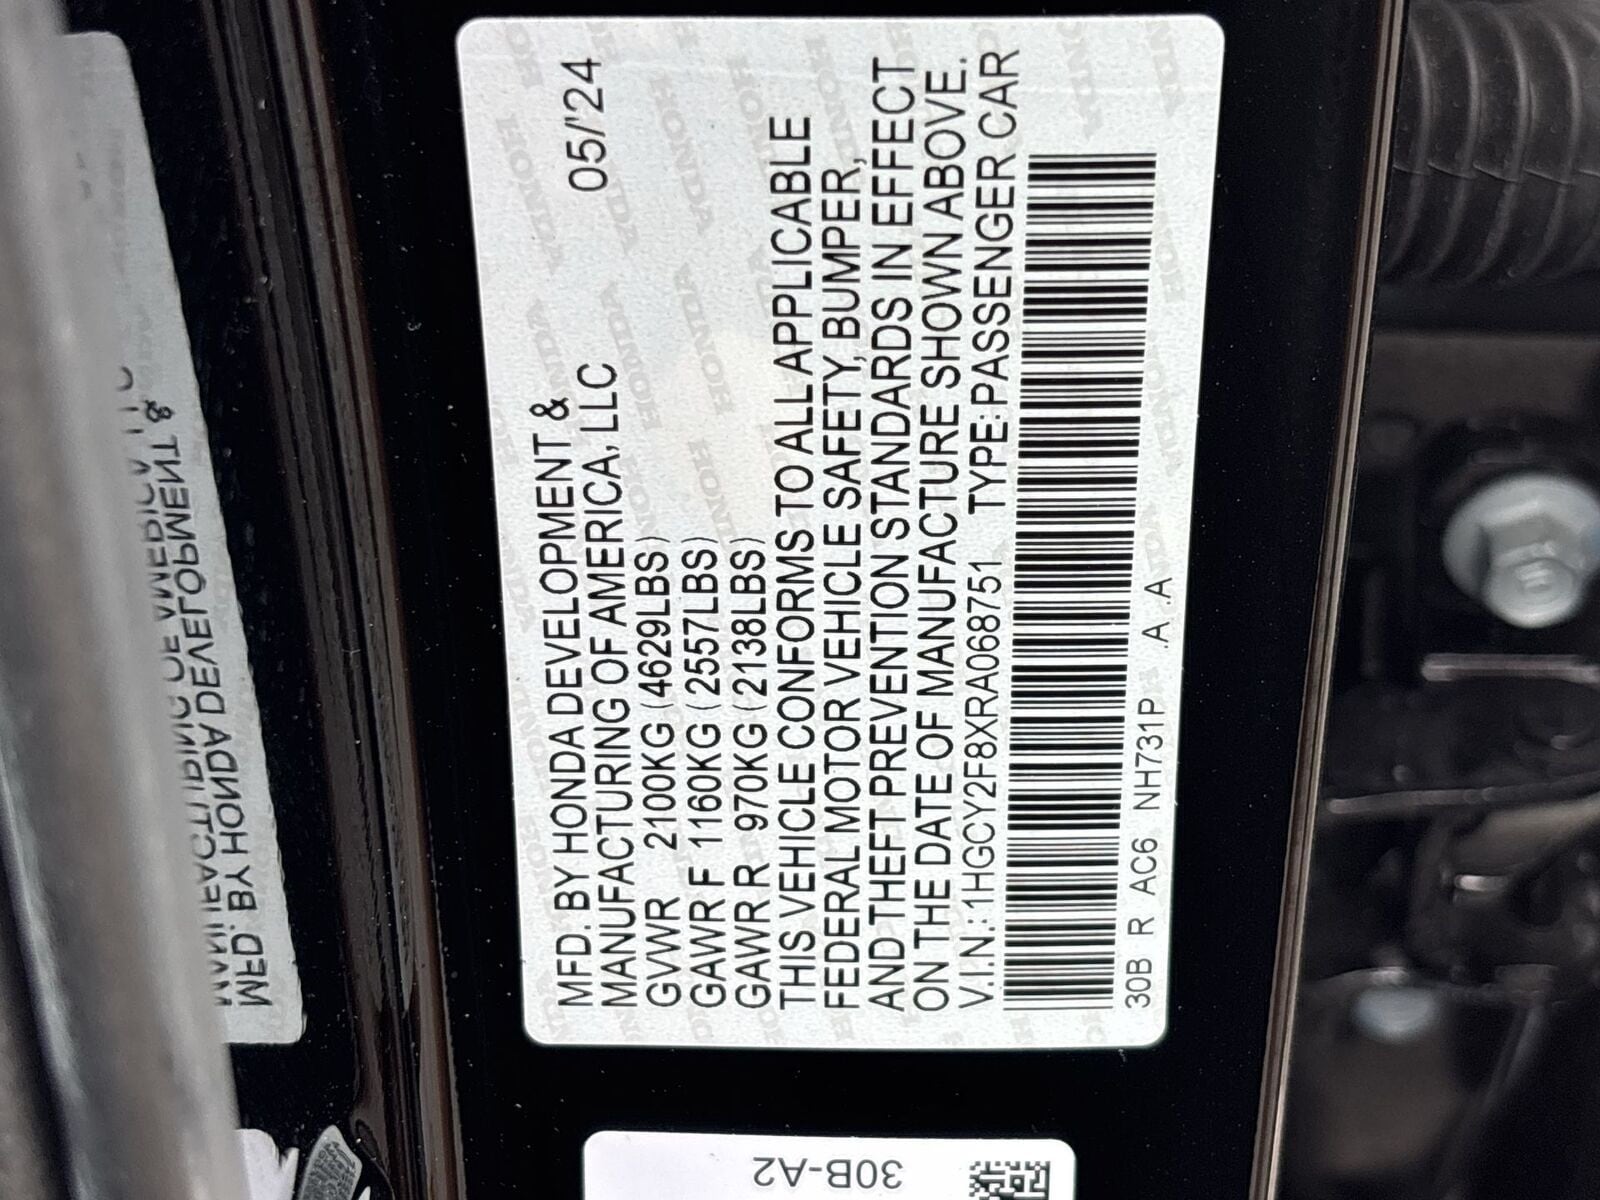 MFD. BY HONDA DEVELOPMENT &
MANUFACTURING OF AMERICA, LLC 05/'24
GVWR 2100KG (4629LBS)
GAWR F 1160KG (2557LBS)
GAWR R 970KG (2138LBS)
THIS VEHICLE CONFORMS TO ALL APPLICABLE
FEDERAL MOTOR VEHICLE SAFETY, BUMPER,
AND THEFT PREVENTION STANDARDS IN EFFECT
ON THE DATE OF MANUFACTURE SHOWN ABOVE.
V.I.N.:1HGCY2F8XRA068751 TYPE:PASSENGER CAR
30B R AC6 NH731P .A .A
30B-A2
MFD. BY HONDA DEVELOPMENT &